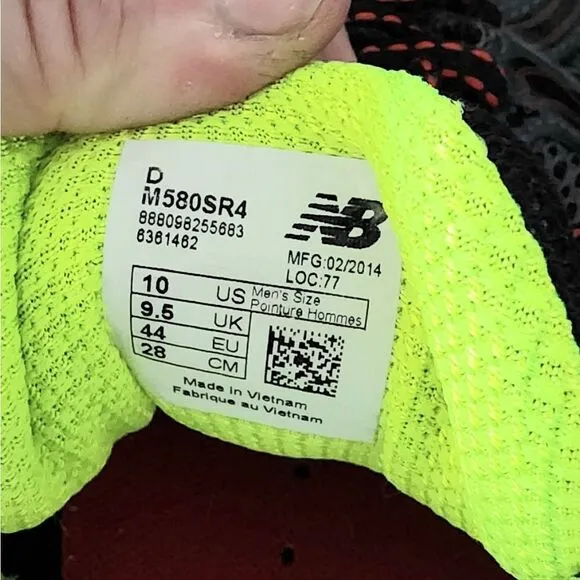 D
M580SR4
888098255683
6361462
NB
MFG:02/2014
LOC:77
10 US Men's Size
Pointure Hommes
9.5 UK
44 EU
28 CM
Made in Vietnam
Fabrique au Vietnam